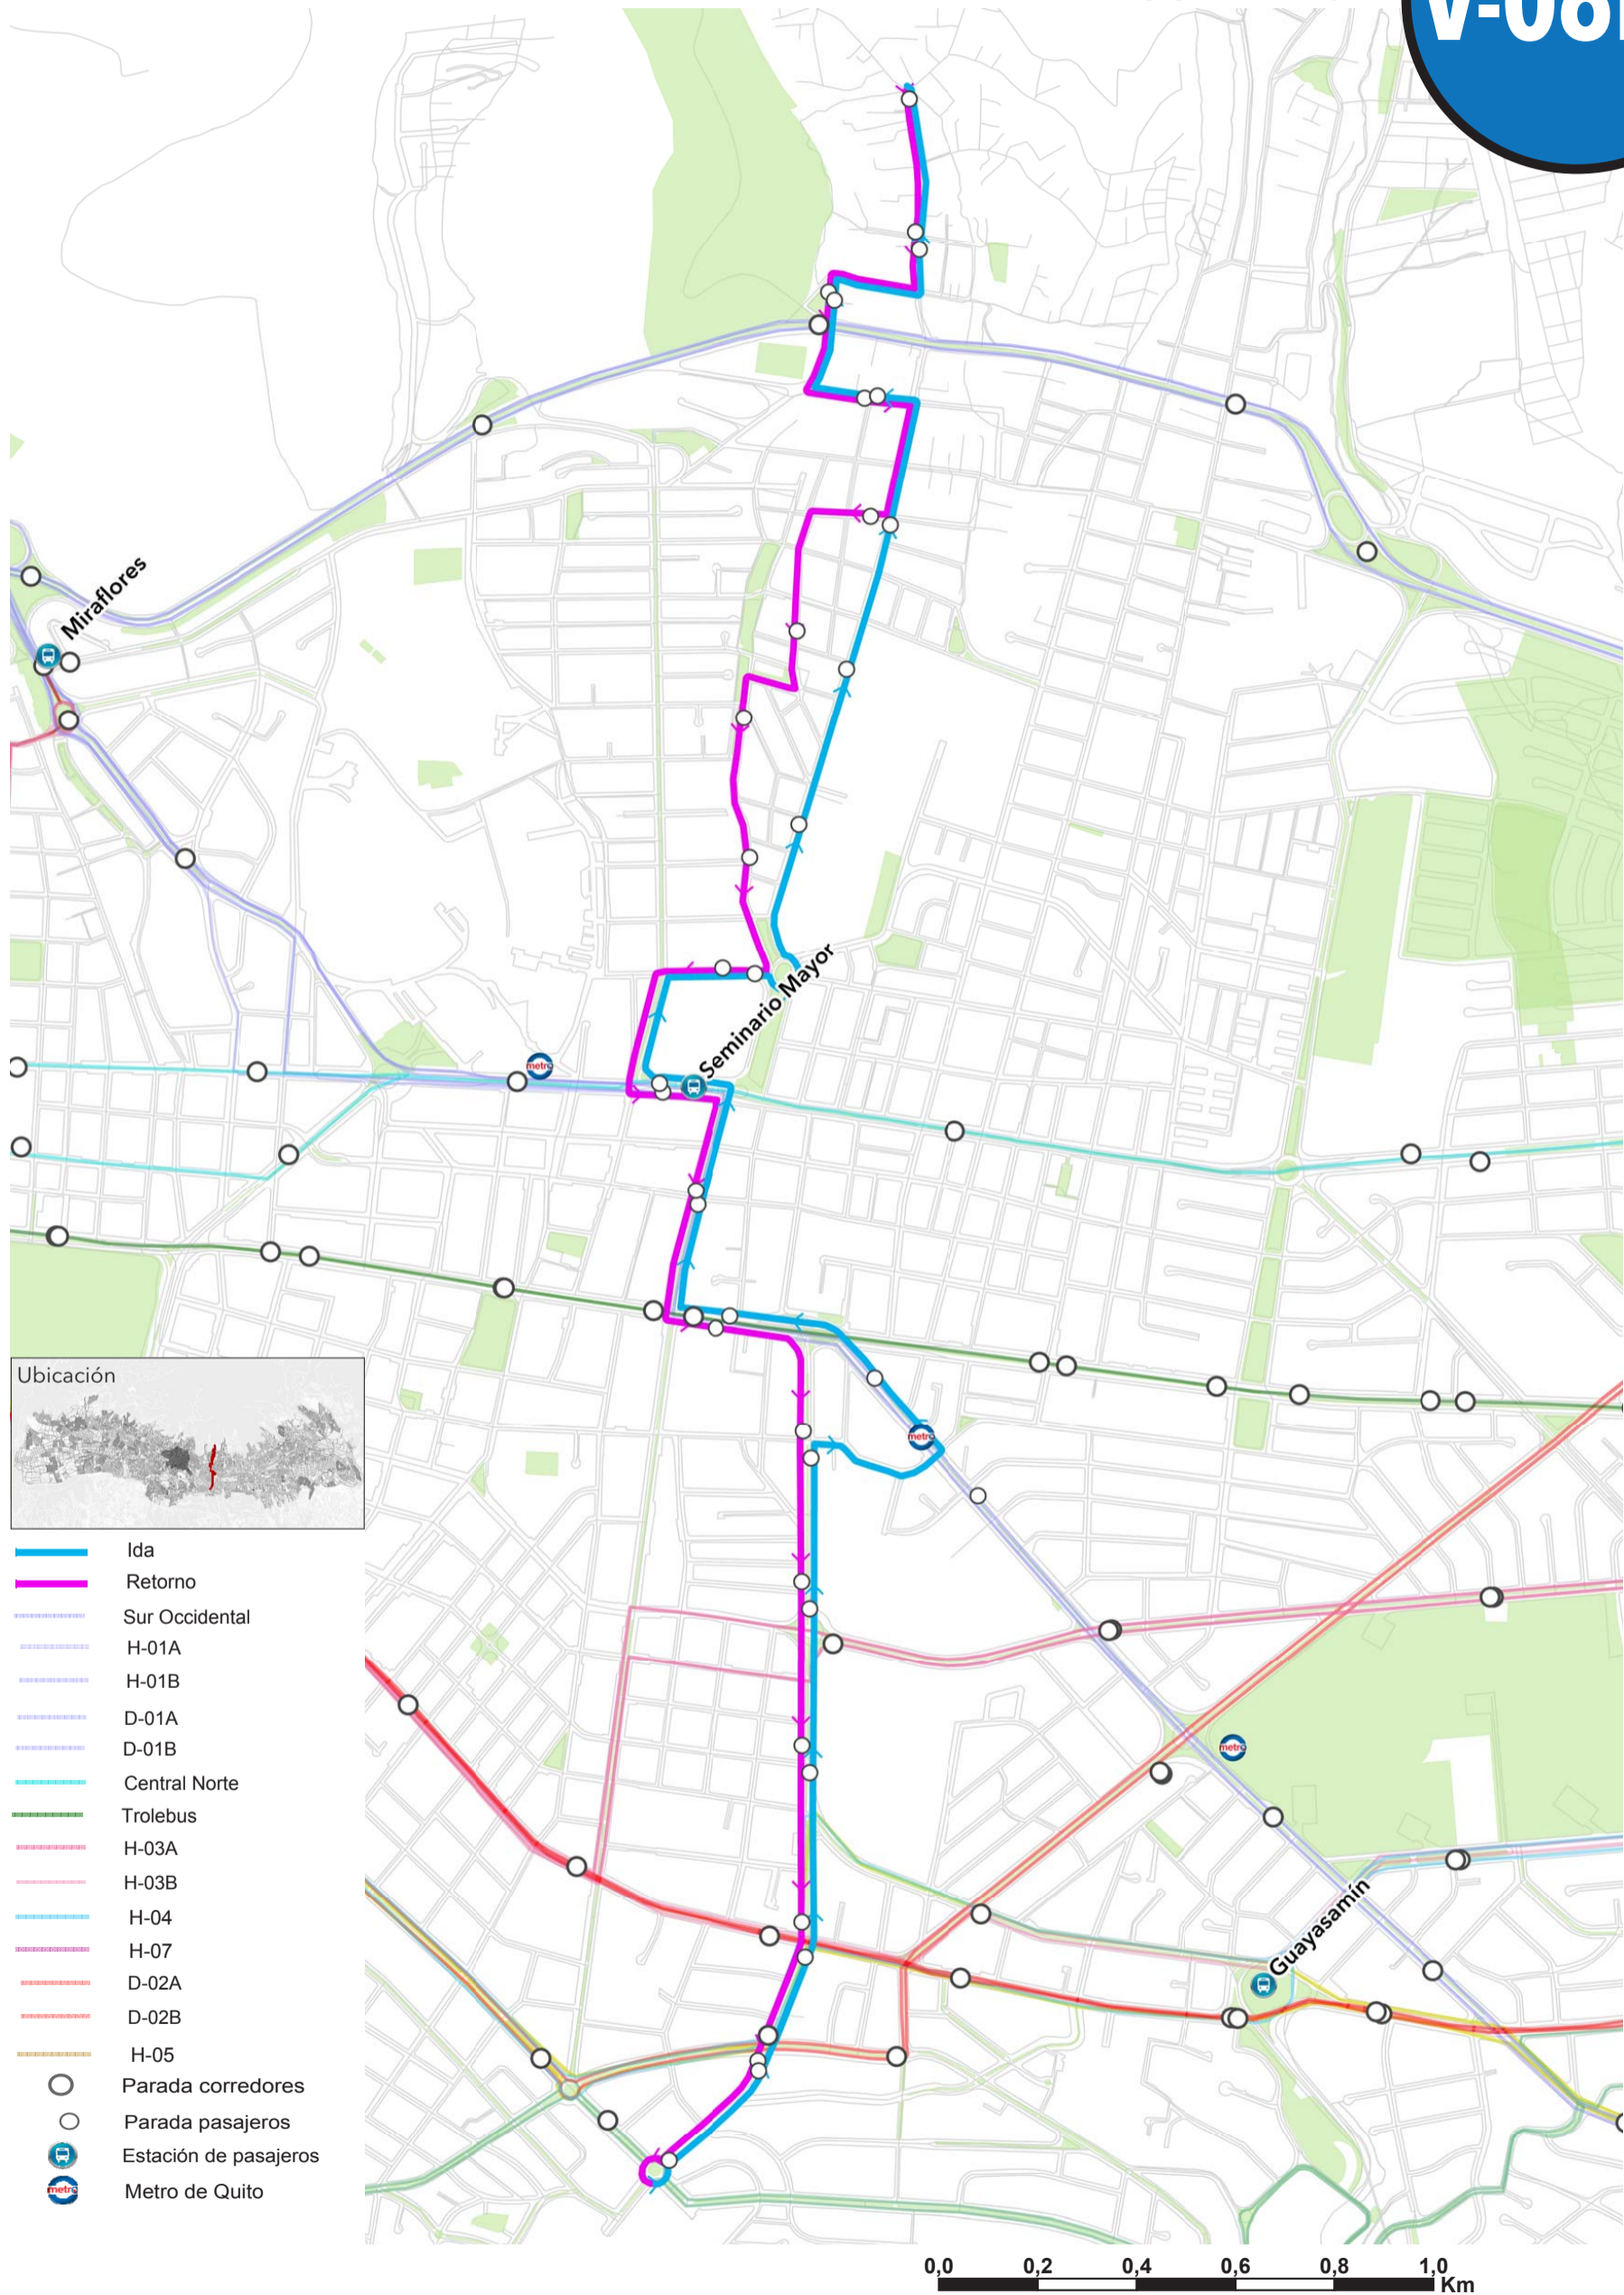 Miraflores
Seminario Mayor
metro
metro
Ubicación
Ida
Retorno
Sur Occidental
H-01A
H-01B
D-01A
D-01B
Central Norte
Trolebus
H-03A
H-03B
H-04
H-07
D-02A
D-02B
H-05
Parada corredores
Parada pasajeros
Estación de pasajeros
metro
Metro de Quito
metro
Guayasamín
0,0 0,2 0,4 0,6 0,8 1,0
Km